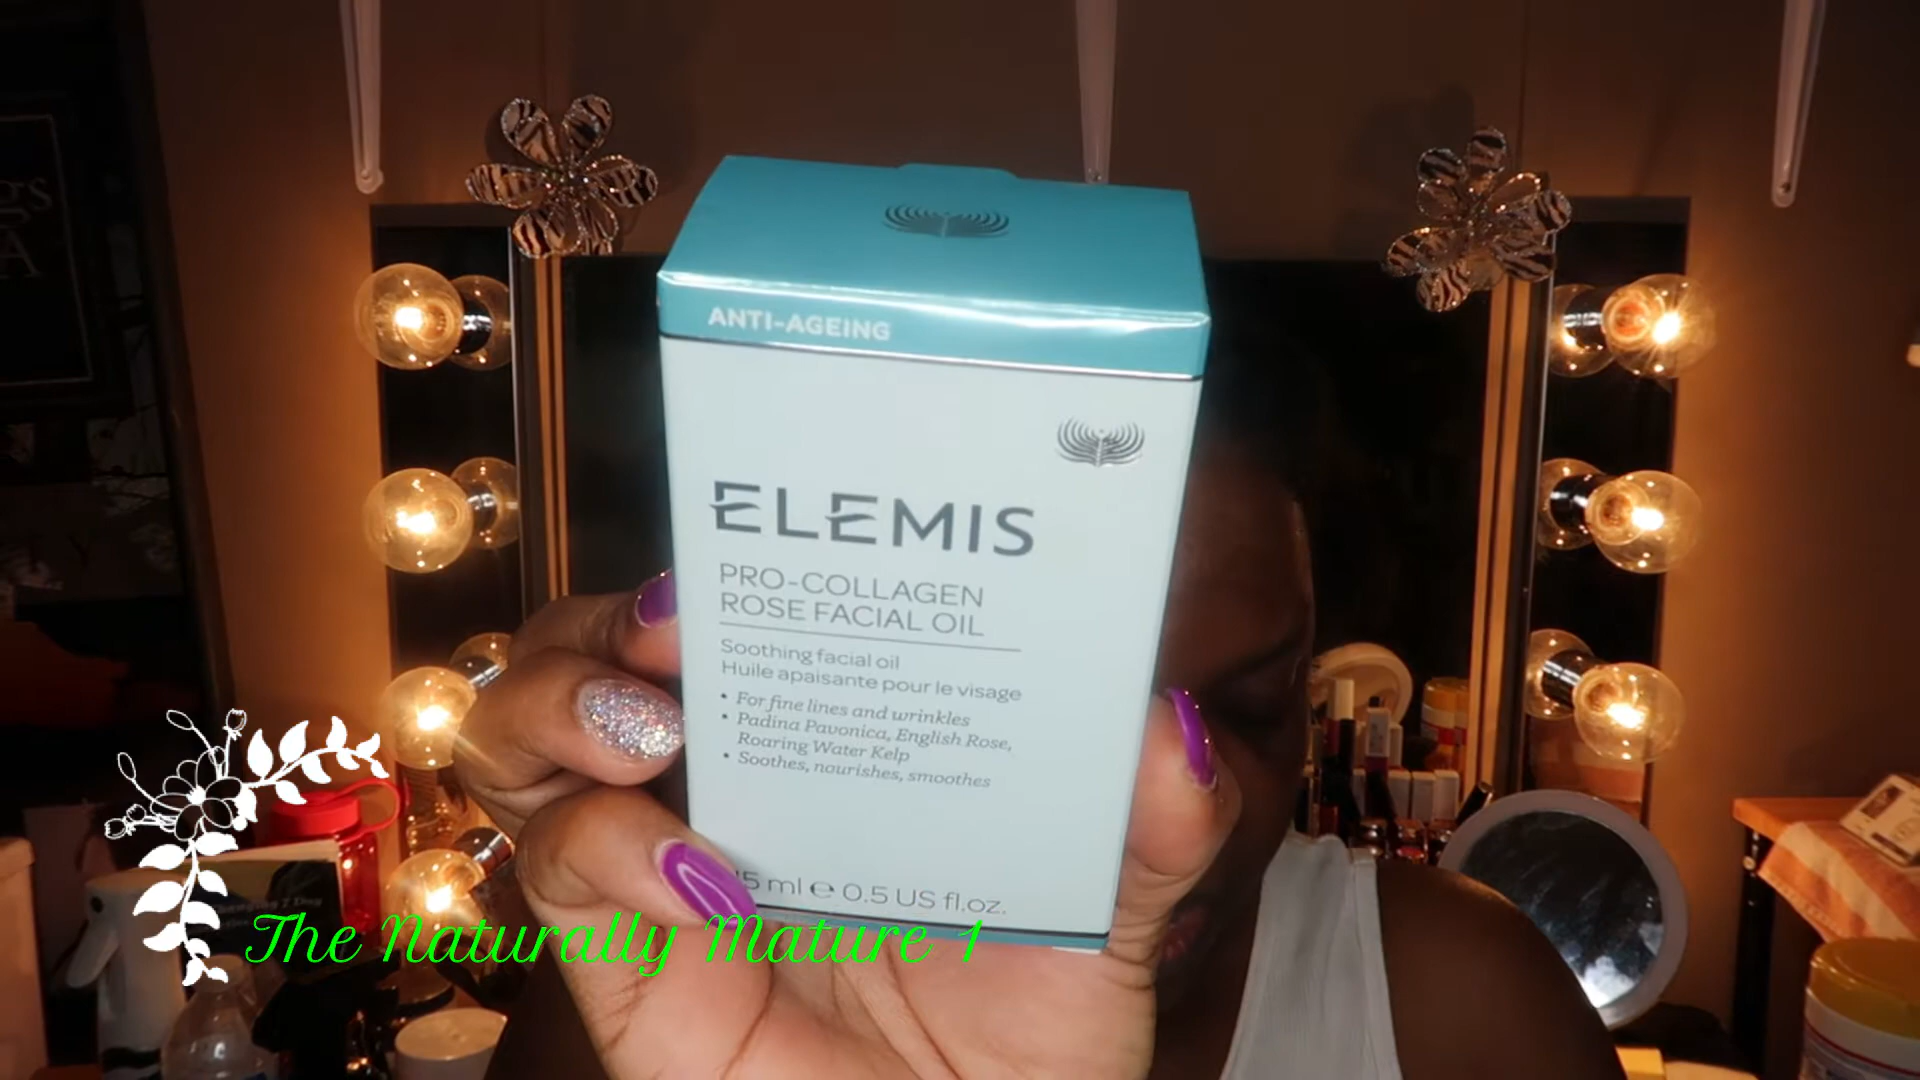 ANTI-AGEING
ELEMIS
PRO-COLLAGEN
ROSE FACIAL OIL
Soothing facial oil
Huile apaisante pour le visage
• For fine lines and wrinkles
• Padina Pavonica, English Rose,
Roaring Water Kelp
• Soothes, nourishes, smoothes
5 ml ℮ 0.5 US fl.oz.
The Naturally Mature 1